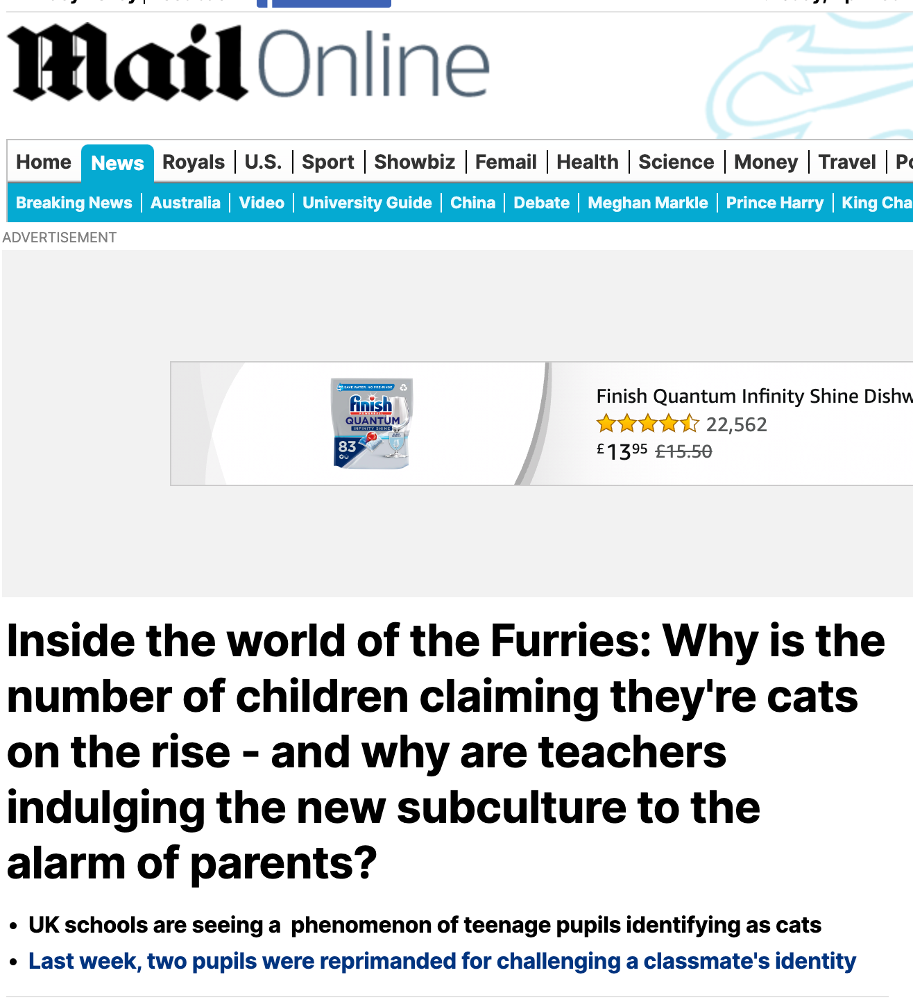 Mail Online
Home News Royals U.S. Sport Showbiz Femail Health Science Money Travel
Breaking News Australia Video University Guide China Debate Meghan Markle Prince Harry King
ADVERTISEMENT
SAVE WATER, NO PRE-RINSE
finish
POWERBALL
QUANTUM
INFINITY SHINE
83
Finish Quantum Infinity Shine
22,562
£1395 £15.50
Inside the world of the Furries: Why is the
number of children claiming they're cats
on the rise - and why are teachers
indulging the new subculture to the
alarm of parents?
• UK schools are seeing a phenomenon of teenage pupils identifying as cats
• Last week, two pupils were reprimanded for challenging a classmate's identity